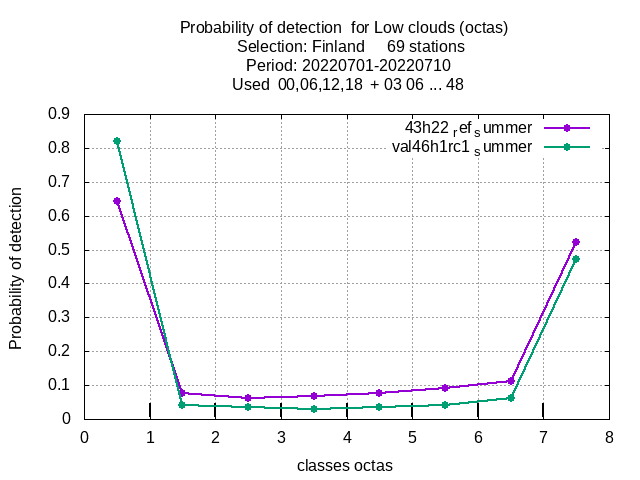 Probability of detection  for Low clouds (octas)
Selection: Finland     69 stations
Period: 20220701-20220710
Used  00,06,12,18  + 03 06 ... 48
43h22 ref summer
val46h1rc1 summer
0.9
0.8
0.7
0.6
0.5
0.4
0.3
0.2
0.1
0
Probability of detection
0 1 2 3 4 5 6 7 8
classes octas